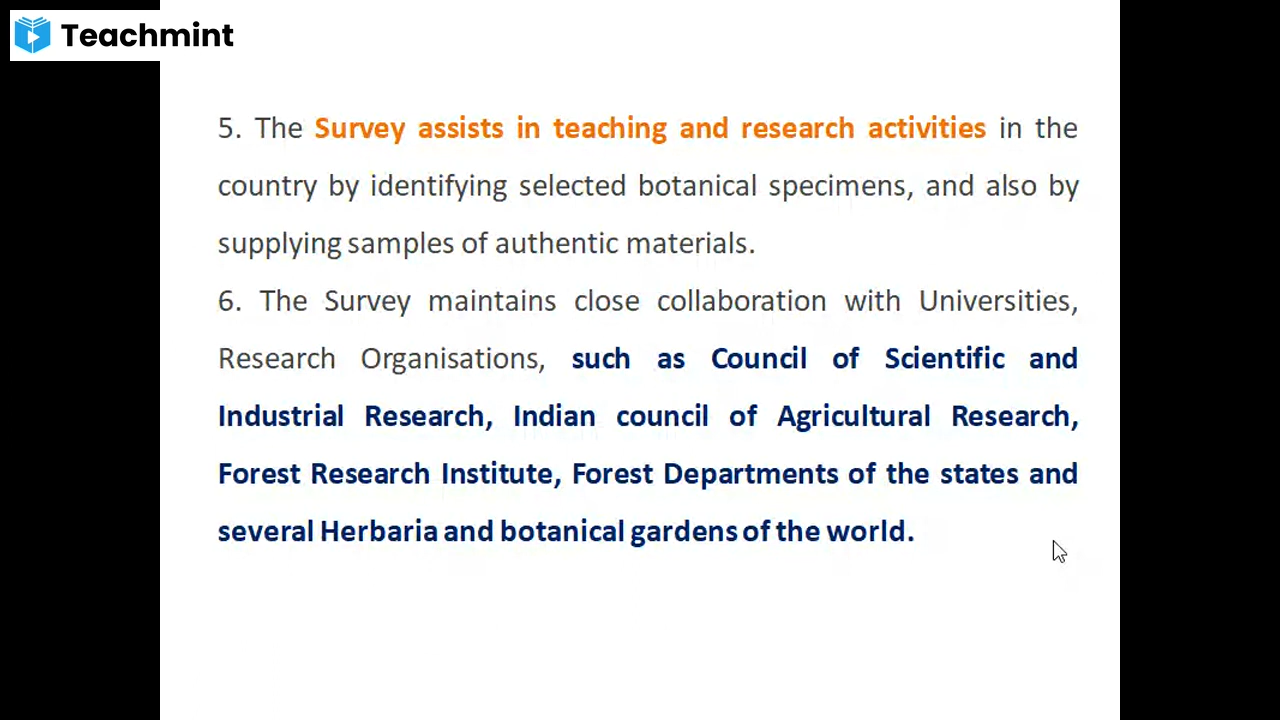 Teachmint
5. The Survey assists in teaching and research activities in the
country by identifying selected botanical specimens, and also by
supplying samples of authentic materials.
6. The Survey maintains close collaboration with Universities,
Research Organisations, such as Council of Scientific and
Industrial Research, Indian council of Agricultural Research,
Forest Research Institute, Forest Departments of the states and
several Herbaria and botanical gardens of the world.